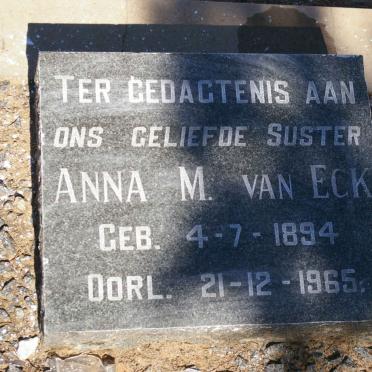 TER GEDAGTENIS AAN
ONS GELIEFDE SUSTER
ANNA M. VAN ECK
GEB. 4-7-1894
OORL. 21-12-1965.